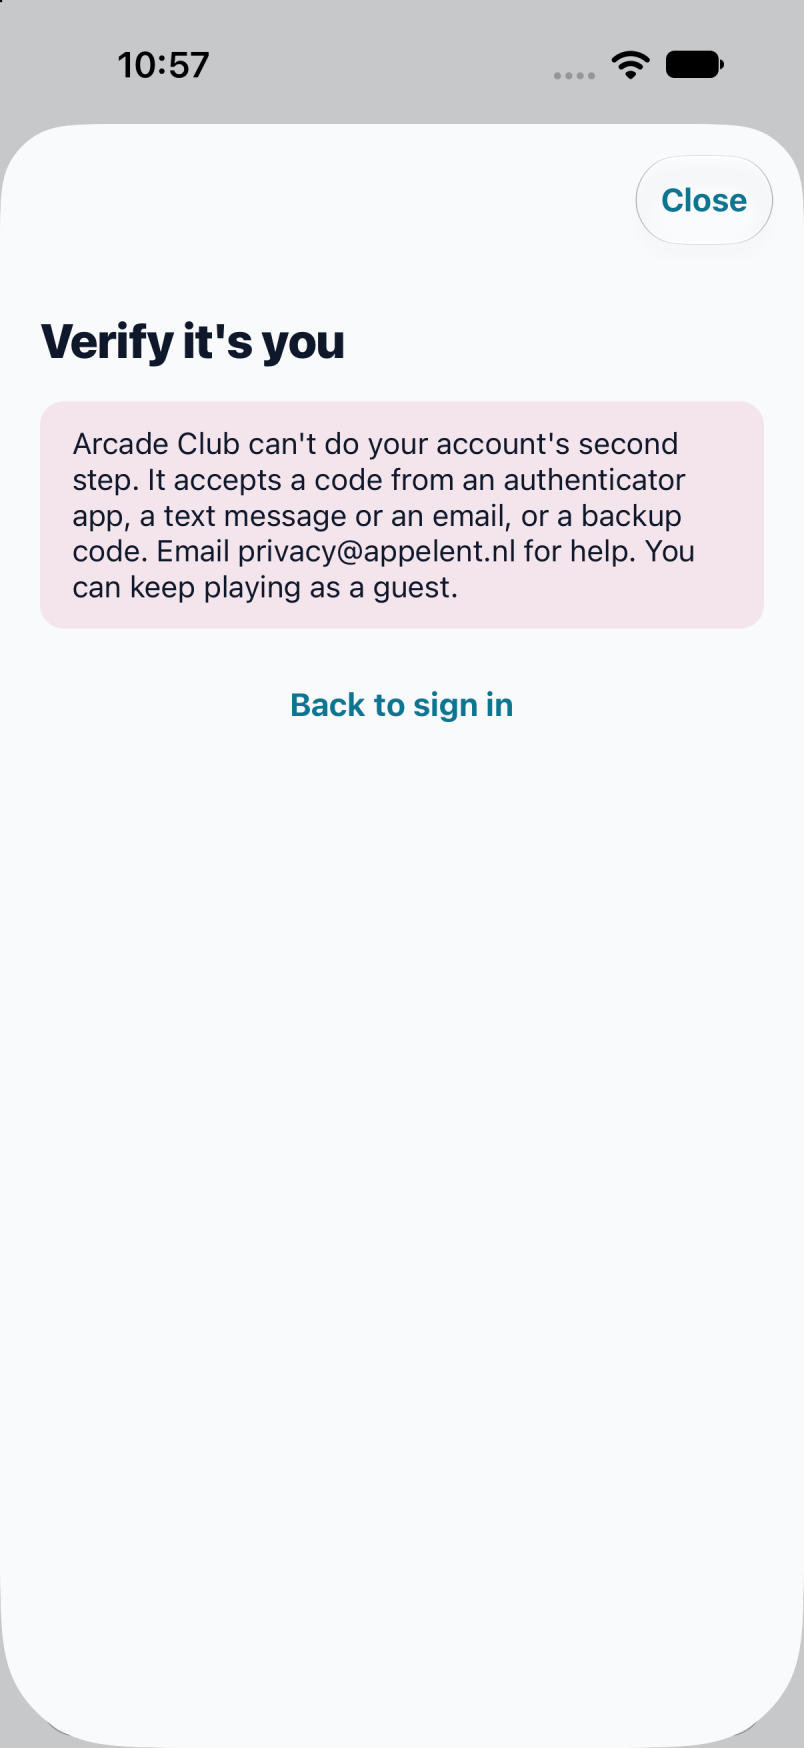 10:57
Close
Verify it's you
Arcade Club can't do your account's second
step. It accepts a code from an authenticator
app, a text message or an email, or a backup
code. Email privacy@appelent.nl for help. You
can keep playing as a guest.
Back to sign in